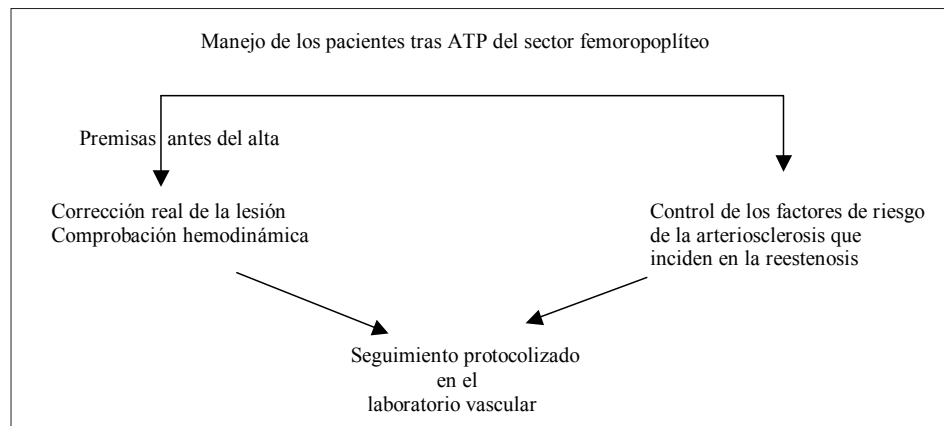 Manejo de los pacientes tras ATP del sector femoropoplíteo
Premisas antes del alta
Corrección real de la lesión
Comprobación hemodinámica
Control de los factores de riesgo
de la arteriosclerosis que
inciden en la reestenosis
Seguimiento protocolizado
en el
laboratorio vascular